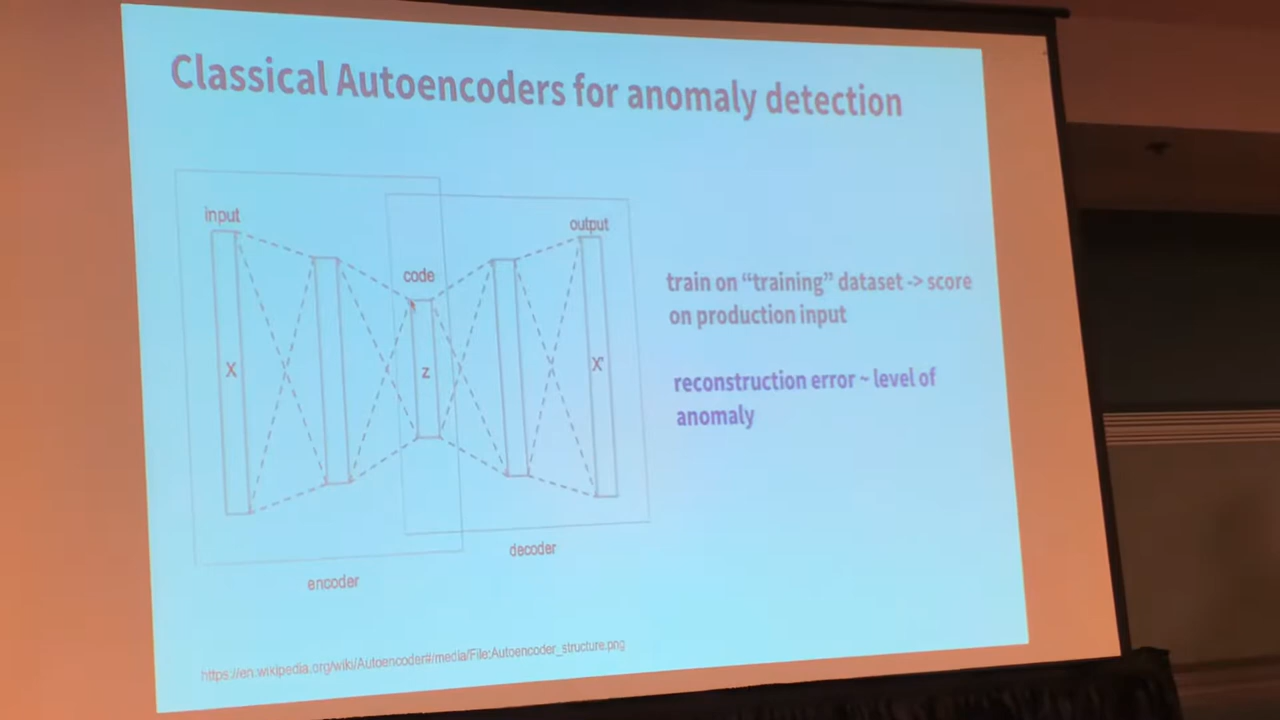 Classical Autoencoders for anomaly detection
input
output
code
X
z
X'
train on “training” dataset -> score
on production input
reconstruction error ~ level of
anomaly
decoder
encoder
https://en.wikipedia.org/wiki/Autoencoder#/media/File:Autoencoder_structure.png